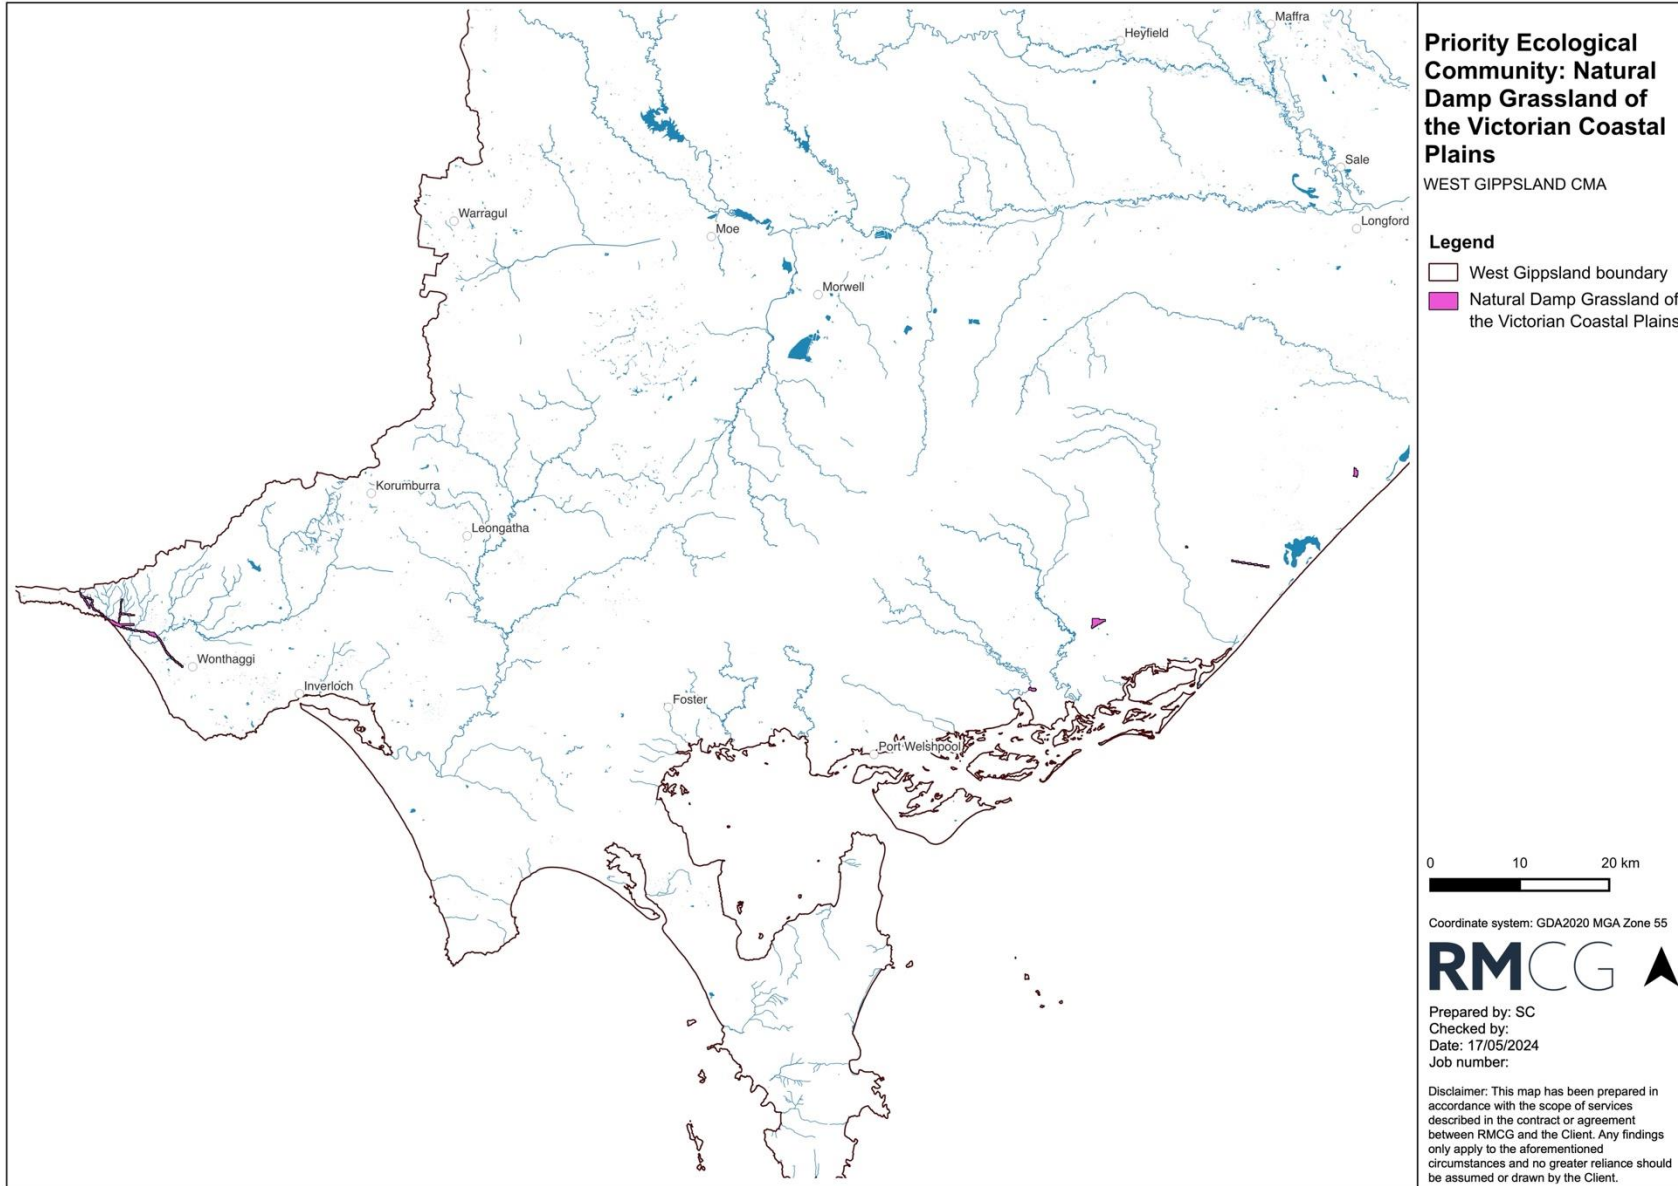 Priority Ecological
Community: Natural
Damp Grassland of
the Victorian Coastal
Plains
WEST GIPPSLAND CMA
Legend
West Gippsland boundary
Natural Damp Grassland of
the Victorian Coastal Plains
Maffra
Heyfield
Sale
Longford
Warragul
Moe
Morwell
Korumburra
Leongatha
Wonthaggi
Inverloch
Foster
Port Welshpool
0 10 20 km
Coordinate system: GDA2020 MGA Zone 55
RMCG
Prepared by: SC
Checked by:
Date: 17/05/2024
Job number:
Disclaimer: This map has been prepared in
accordance with the scope of services
described in the contract or agreement
between RMCG and the Client. Any findings
only apply to the aforementioned
circumstances and no greater reliance should
be assumed or drawn by the Client.